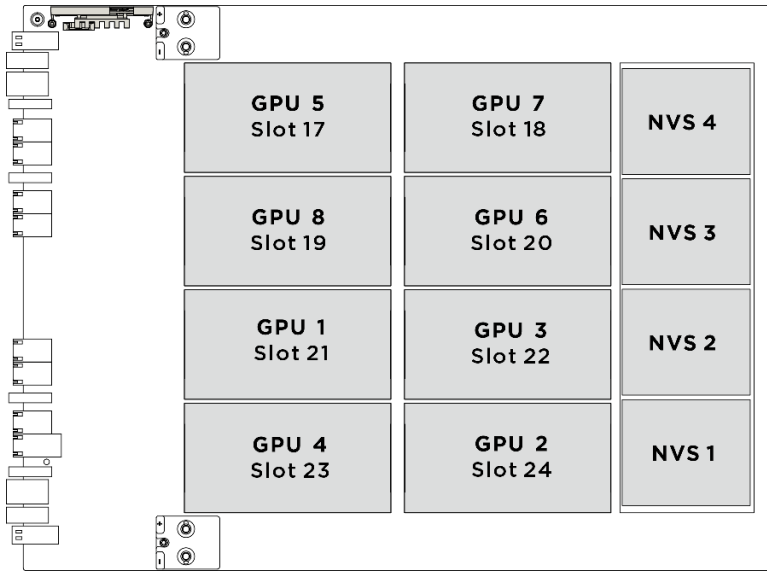 GPU 5
Slot 17
GPU 7
Slot 18
NVS 4
GPU 8
Slot 19
GPU 6
Slot 20
NVS 3
GPU 1
Slot 21
GPU 3
Slot 22
NVS 2
GPU 4
Slot 23
GPU 2
Slot 24
NVS 1